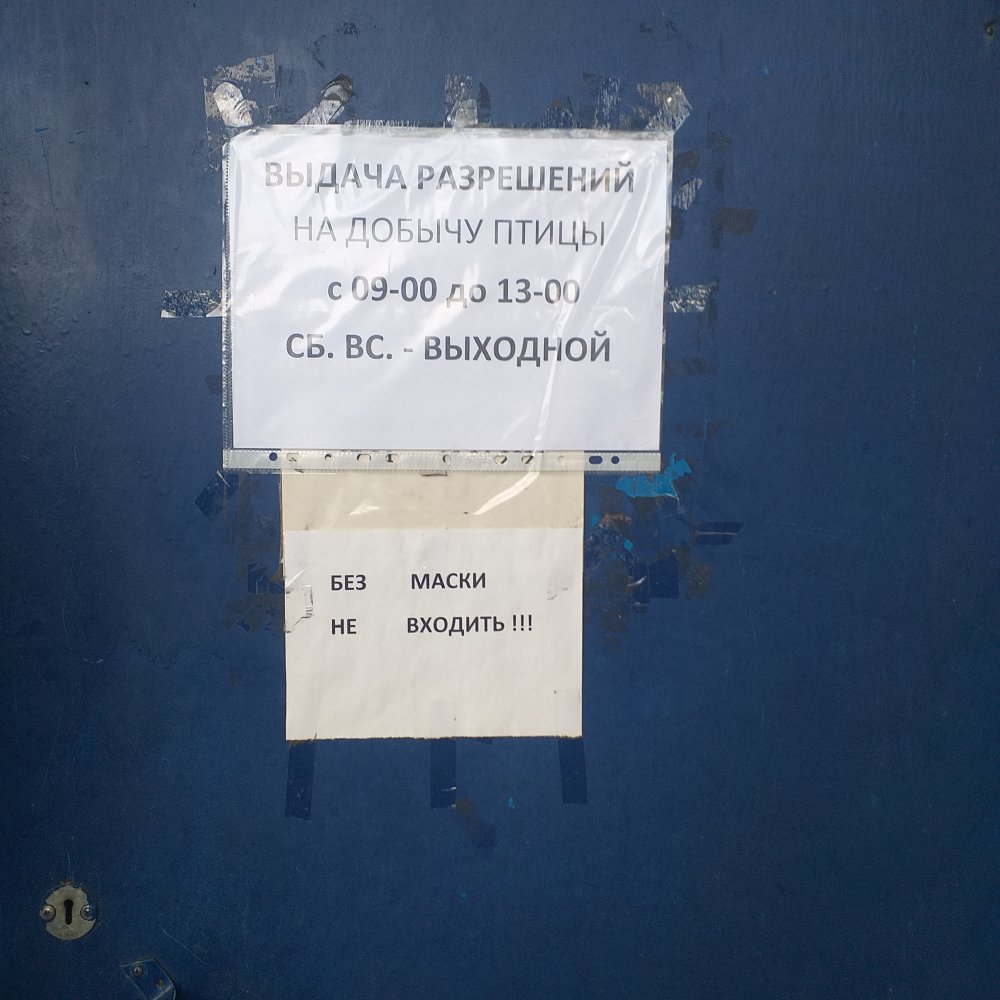 ВЫДАЧА РАЗРЕШЕНИЙ
НА ДОБЫЧУ ПТИЦЫ
с 09-00 до 13-00
СБ. ВС. - ВЫХОДНОЙ
БЕЗ МАСКИ
НЕ ВХОДИТЬ !!!